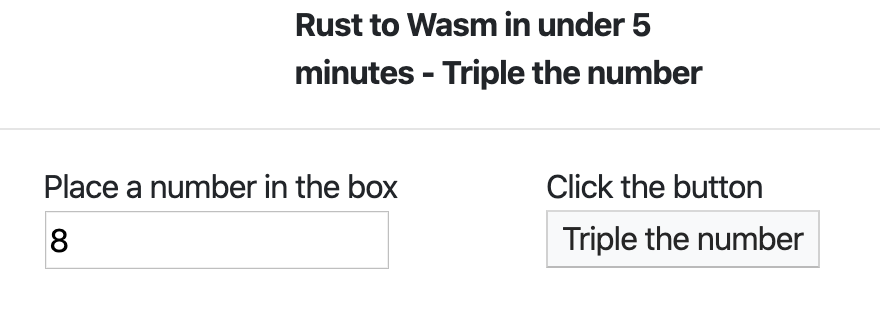 Rust to Wasm in under 5
minutes - Triple the number
Place a number in the box
Click the button
8
Triple the number